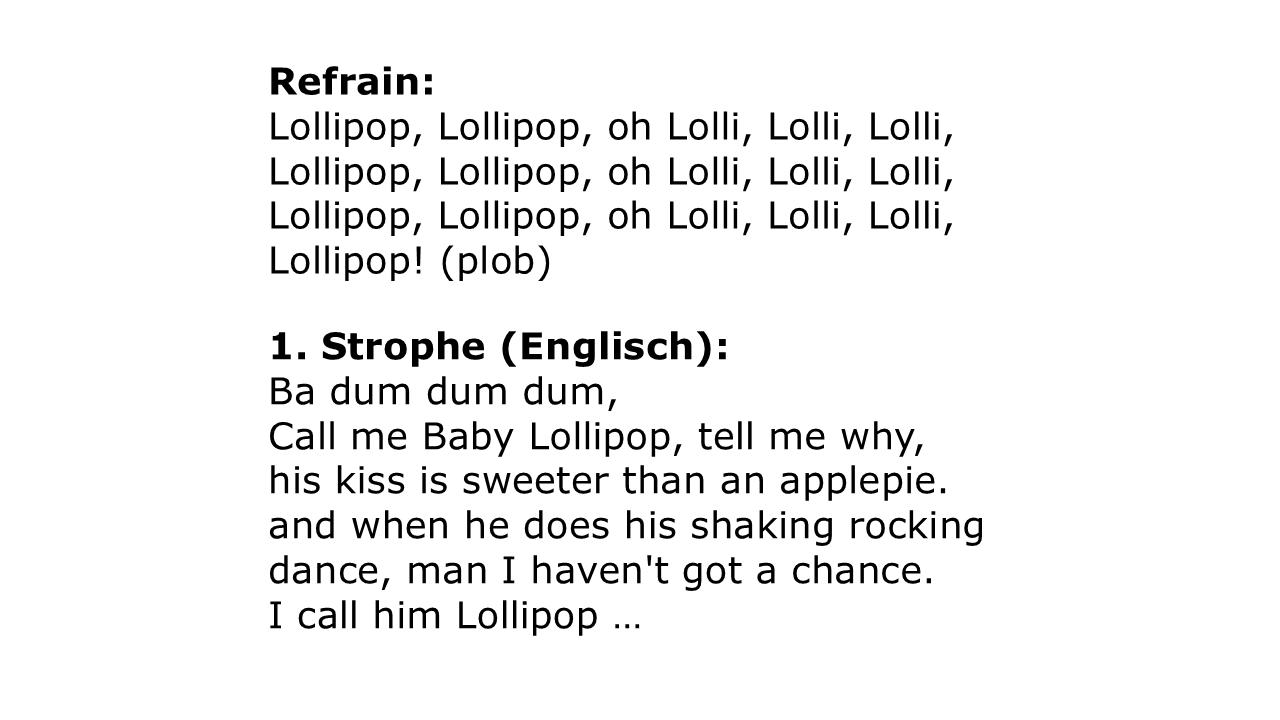 Refrain:
Lollipop, Lollipop, oh Lolli, Lolli, Lolli,
Lollipop, Lollipop, oh Lolli, Lolli, Lolli,
Lollipop, Lollipop, oh Lolli, Lolli, Lolli,
Lollipop! (plob)
1. Strophe (Englisch):
Ba dum dum dum,
Call me Baby Lollipop, tell me why,
his kiss is sweeter than an applepie.
and when he does his shaking rocking
dance, man I haven't got a chance.
I call him Lollipop …